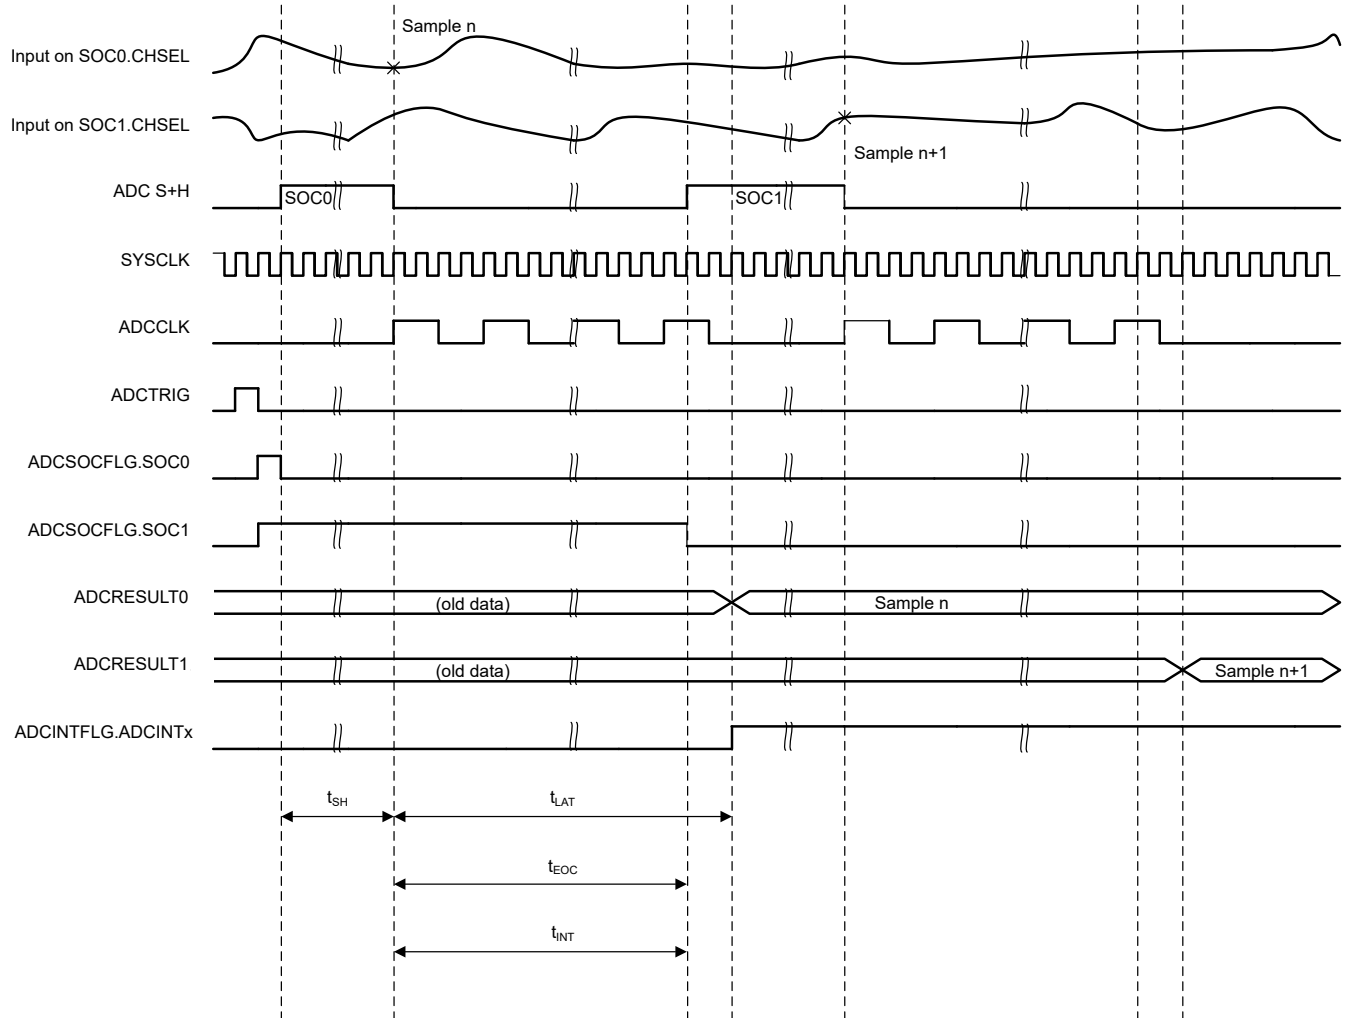 Sample n
Input on SOC0.CHSEL
Input on SOC1.CHSEL
Sample n+1
ADC S+H
SOC0
SOC1
SYSCLK
ADCCLK
ADCTRIG
ADCSOCFLG.SOC0
ADCSOCFLG.SOC1
ADCRESULT0
(old data)
Sample n
ADCRESULT1
(old data)
Sample n+1
ADCINTFLG.ADCINTx
tSH
tLAT
tEOC
tINT